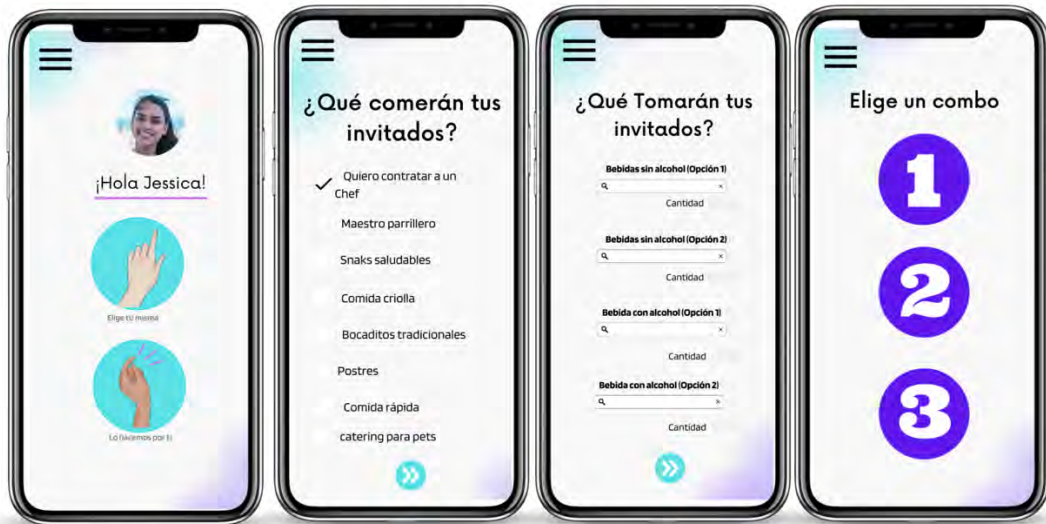 ¡Hola Jessica!
Elige tú misma
Lo hacemos por ti
¿Qué comerán tus
invitados?
Quiero contratar a un
Chef
Maestro parrillero
Snaks saludables
Comida criolla
Bocaditos tradicionales
Postres
Comida rápida
catering para pets
¿Qué Tomarán tus
invitados?
Bebidas sin alcohol (Opción 1)
Cantidad
Bebidas sin alcohol (Opción 2)
Cantidad
Bebida con alcohol (Opción 1)
Cantidad
Bebida con alcohol (Opción 2)
Cantidad
Elige un combo
1
2
3